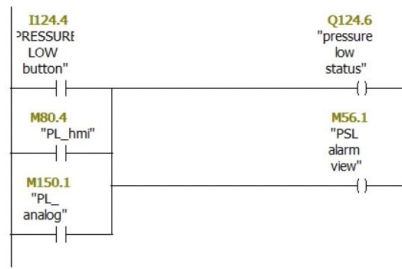 I124.4
PRESSURE
LOW
button"
Q124.6
"pressure
low
status"
M80.4
"PL_hmi"
M56.1
"PSL
alarm
view"
M150.1
"PL_
analog"